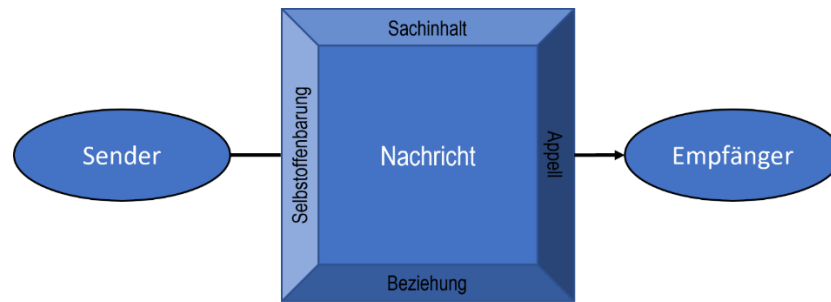 Sachinhalt
Sender
Selbstoffenbarung
Nachricht
Appell
Empfänger
Beziehung